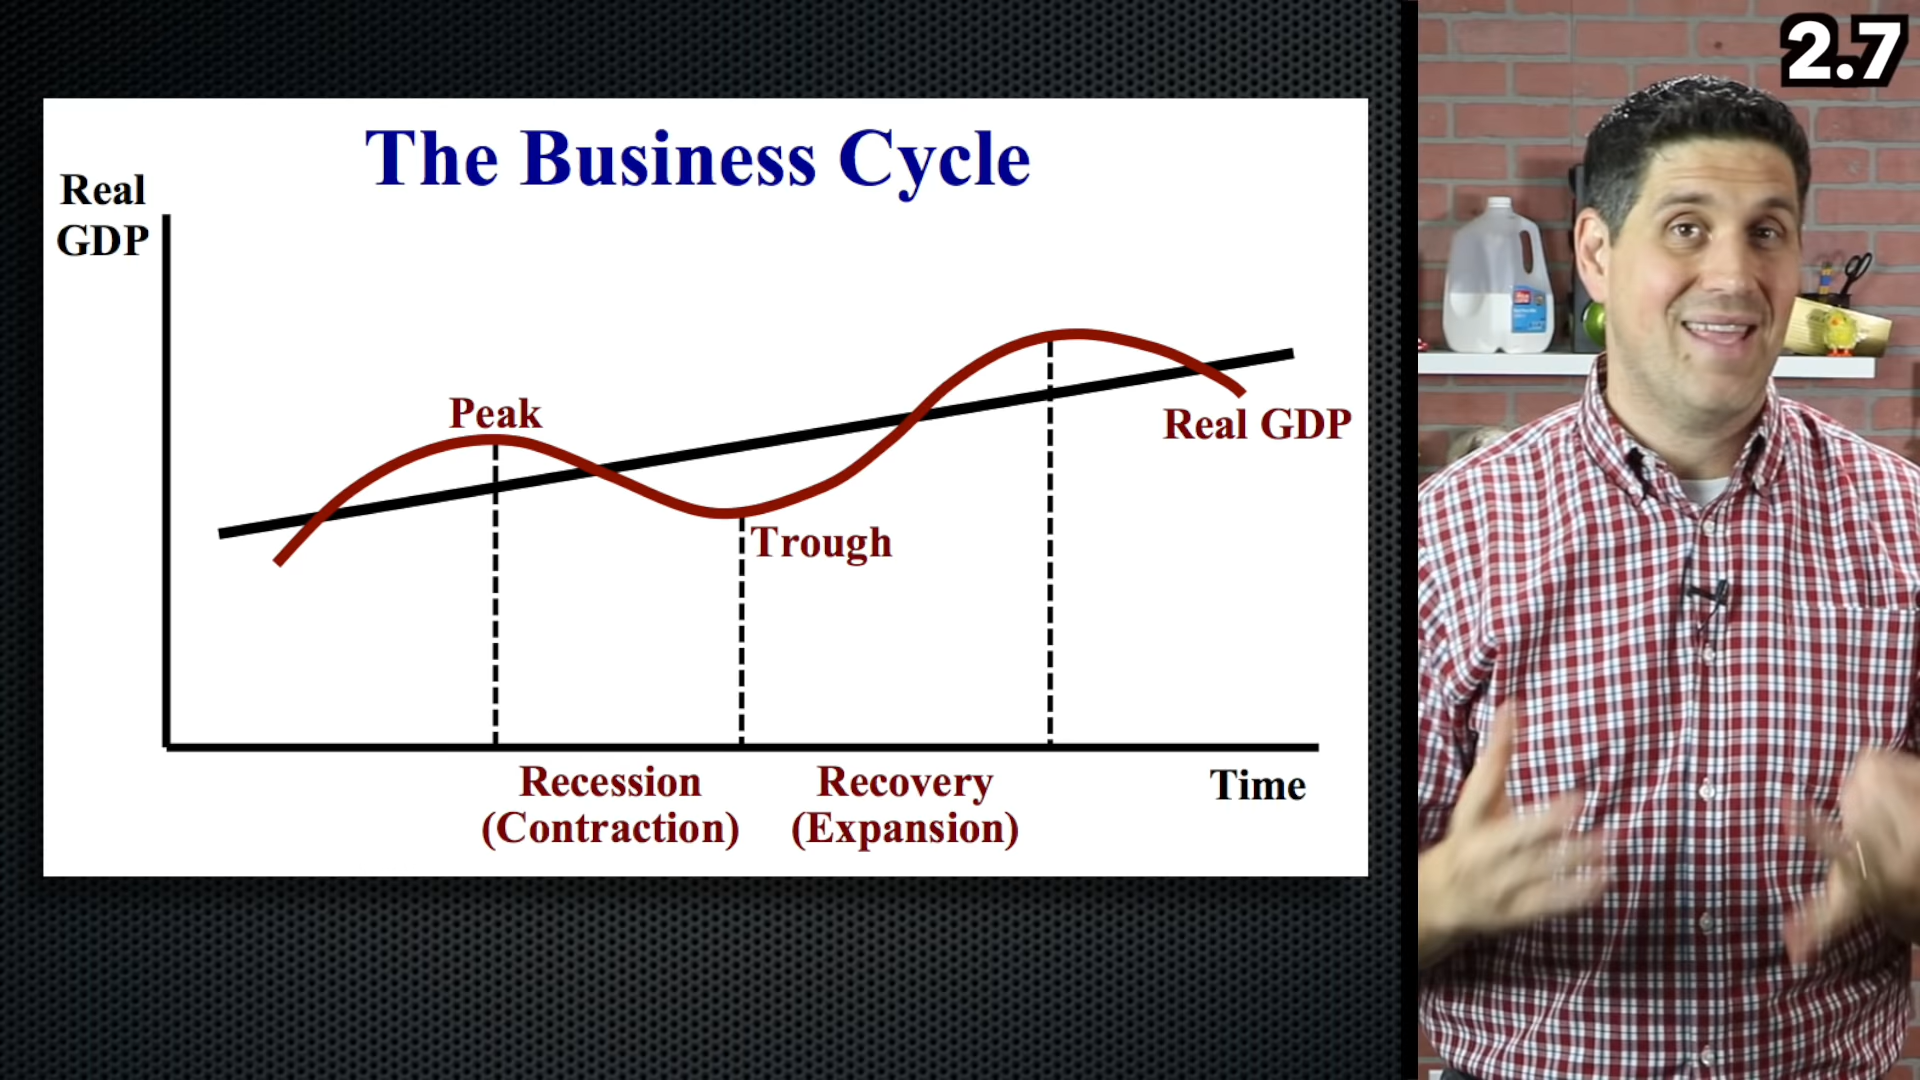 2.7
The Business Cycle
Real
GDP
Peak
Real GDP
Trough
Recession
(Contraction)
Recovery
(Expansion)
Time